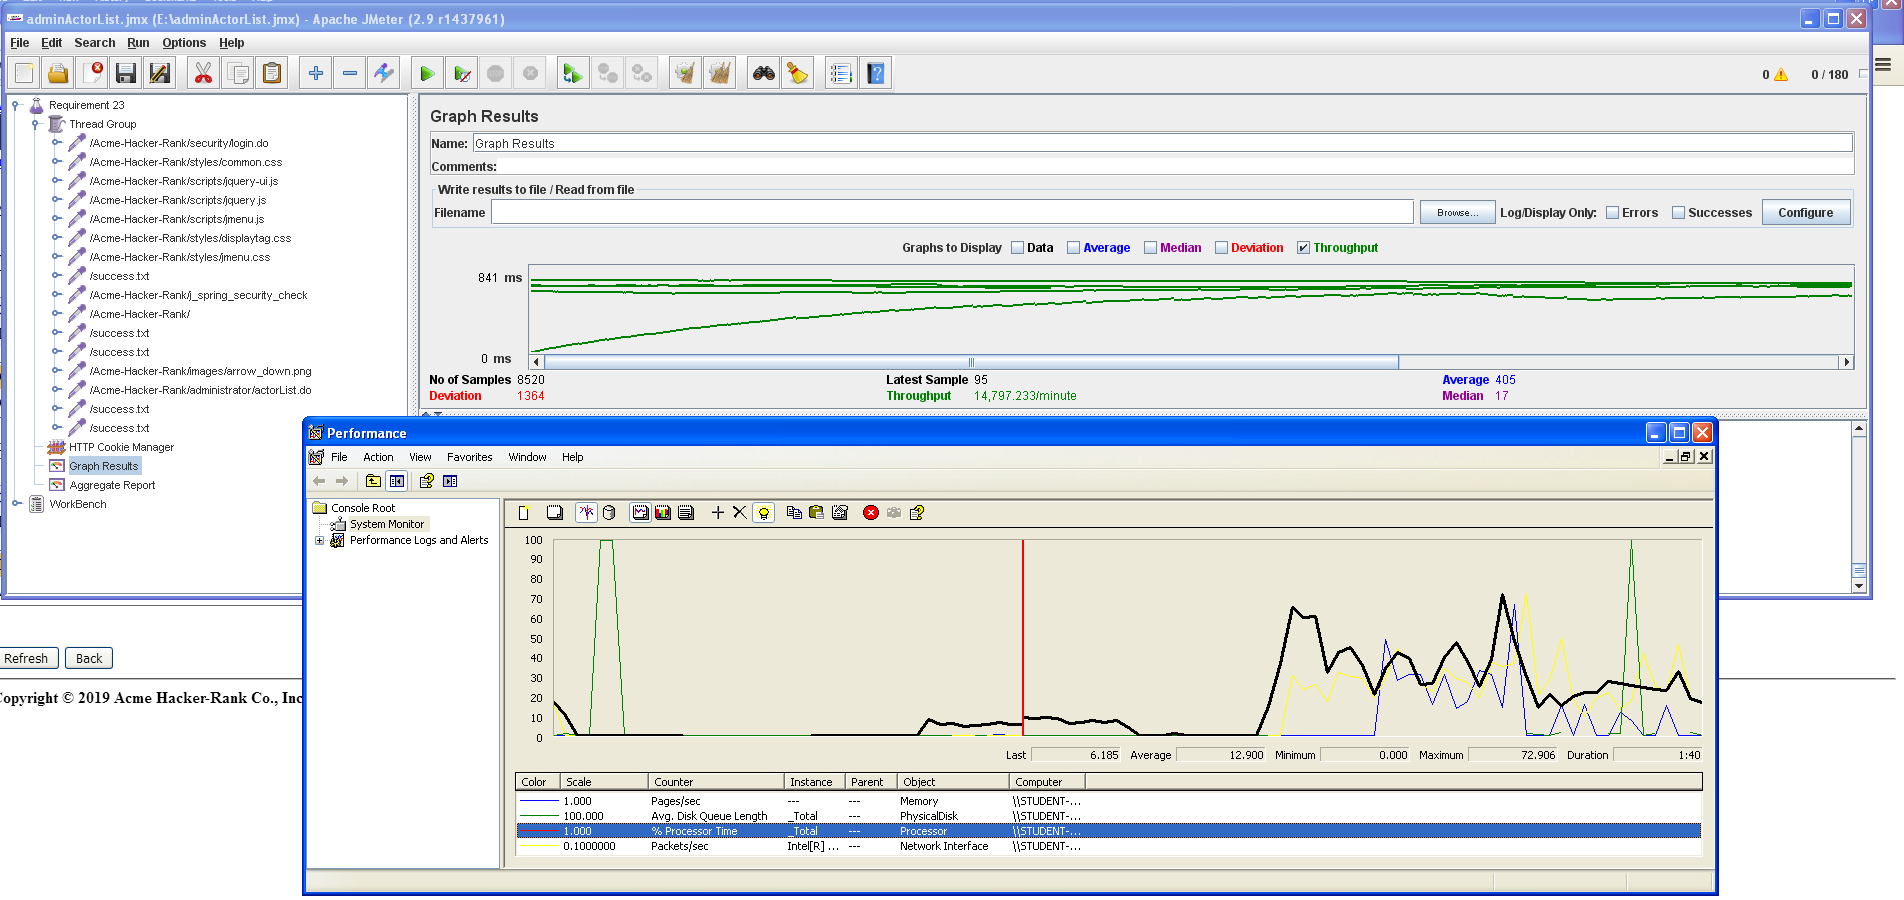 adminActorList.jmx (E:\adminActorList.jmx) - Apache JMeter (2.9 r1437961)
File Edit Search Run Options Help
0 0 / 180
Requirement 23
Thread Group
/Acme-Hacker-Rank/security/login.do
/Acme-Hacker-Rank/styles/common.css
/Acme-Hacker-Rank/scripts/jquery-ui.js
/Acme-Hacker-Rank/scripts/jquery.js
/Acme-Hacker-Rank/scripts/jmenu.js
/Acme-Hacker-Rank/styles/displaytag.css
/Acme-Hacker-Rank/styles/jmenu.css
/success.txt
/Acme-Hacker-Rank/j_spring_security_check
/Acme-Hacker-Rank/
/success.txt
/success.txt
/Acme-Hacker-Rank/images/arrow_down.png
/Acme-Hacker-Rank/administrator/actorList.do
/success.txt
/success.txt
HTTP Cookie Manager
Graph Results
Aggregate Report
WorkBench
Graph Results
Name: Graph Results
Comments:
Write results to file / Read from file
Filename Browse... Log/Display Only: Errors Successes Configure
Graphs to Display Data Average Median Deviation Throughput
841 ms
0 ms
No of Samples 8520 Latest Sample 95 Average 405
Deviation 1364 Throughput 14,797.233/minute Median 17
Performance
File Action View Favorites Window Help
Console Root
System Monitor
Performance Logs and Alerts
100
90
80
70
60
50
40
30
20
10
0
Last 6.185 Average 12.900 Minimum 0.000 Maximum 72.906 Duration 1:40
Color Scale Counter Instance Parent Object Computer
1.000 Pages/sec --- --- Memory \\STUDENT-...
100.000 Avg. Disk Queue Length _Total --- PhysicalDisk \\STUDENT-...
1.000 % Processor Time _Total --- Processor \\STUDENT-...
0.1000000 Packets/sec Intel[R] ... --- Network Interface \\STUDENT-...
Refresh Back
Copyright © 2019 Acme Hacker-Rank Co., Inc